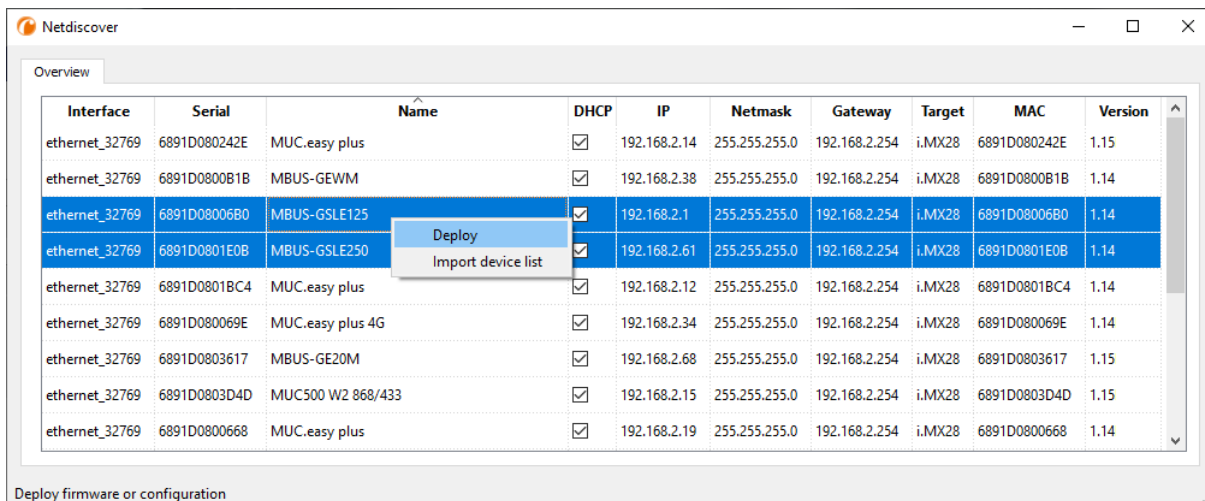 Netdiscover
Overview
Interface Serial Name DHCP IP Netmask Gateway Target MAC Version
ethernet_32769 6891D080242E MUC.easy plus 192.168.2.14 255.255.255.0 192.168.2.254 i.MX28 6891D080242E 1.15
ethernet_32769 6891D0800B1B MBUS-GEWM 192.168.2.38 255.255.255.0 192.168.2.254 i.MX28 6891D0800B1B 1.14
ethernet_32769 6891D08006B0 MBUS-GSLE125 192.168.2.1 255.255.255.0 192.168.2.254 i.MX28 6891D08006B0 1.14
Deploy
ethernet_32769 6891D0801E0B MBUS-GSLE250 192.168.2.61 255.255.255.0 192.168.2.254 i.MX28 6891D0801E0B 1.14
Import device list
ethernet_32769 6891D0801BC4 MUC.easy plus 192.168.2.12 255.255.255.0 192.168.2.254 i.MX28 6891D0801BC4 1.14
ethernet_32769 6891D080069E MUC.easy plus 4G 192.168.2.34 255.255.255.0 192.168.2.254 i.MX28 6891D080069E 1.14
ethernet_32769 6891D0803617 MBUS-GE20M 192.168.2.68 255.255.255.0 192.168.2.254 i.MX28 6891D0803617 1.15
ethernet_32769 6891D0803D4D MUC500 W2 868/433 192.168.2.15 255.255.255.0 192.168.2.254 i.MX28 6891D0803D4D 1.15
ethernet_32769 6891D0800668 MUC.easy plus 192.168.2.19 255.255.255.0 192.168.2.254 i.MX28 6891D0800668 1.14
Deploy firmware or configuration